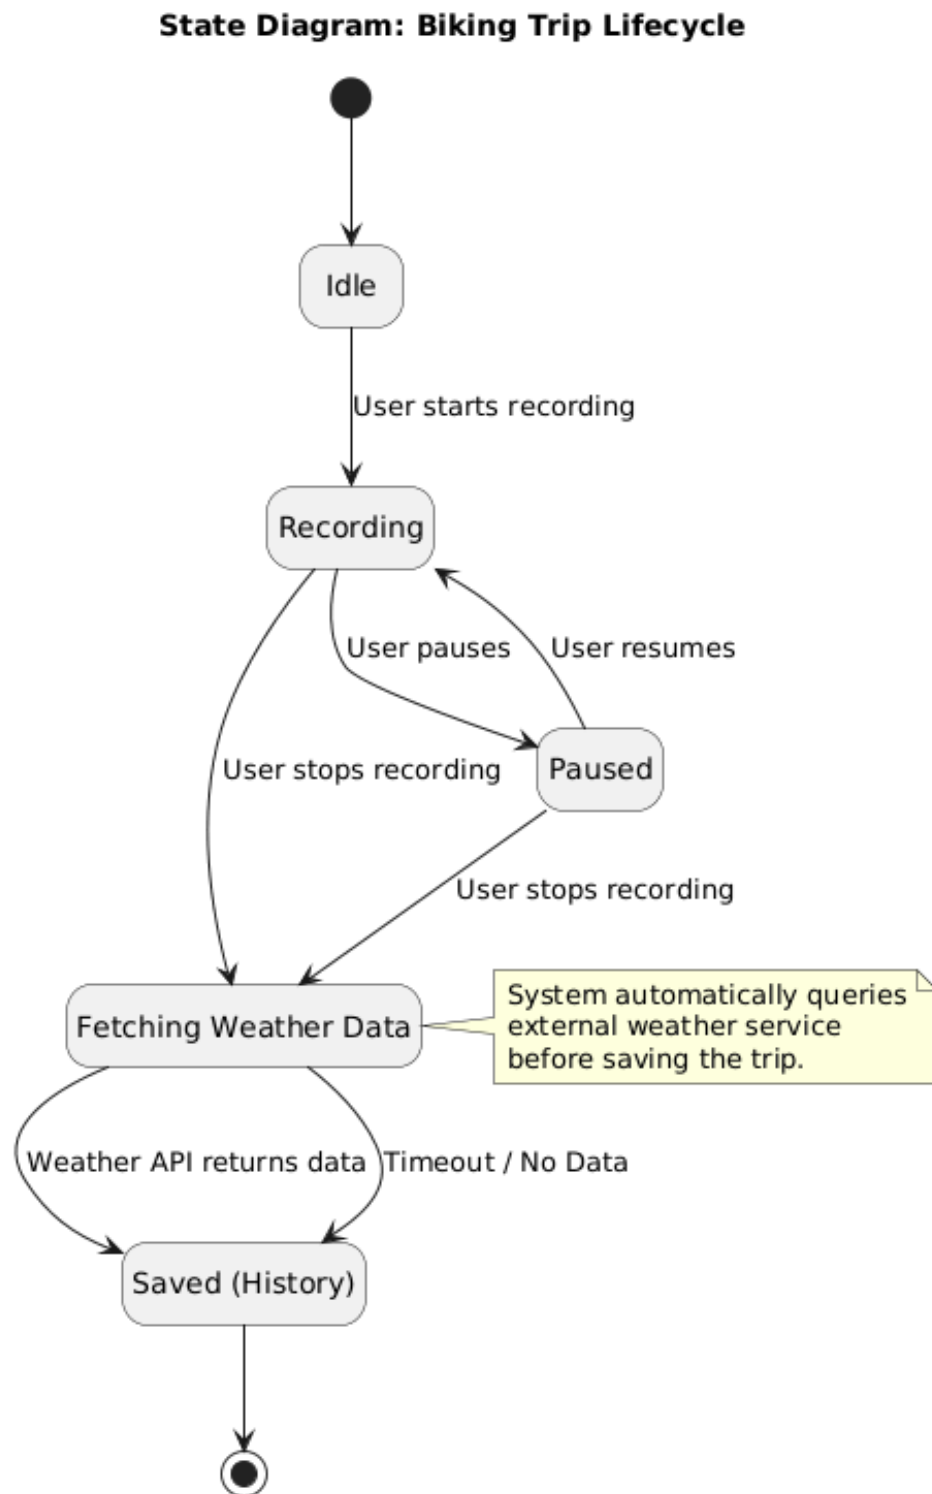 State Diagram: Biking Trip Lifecycle
Idle
User starts recording
Recording
User pauses
User resumes
User stops recording
Paused
User stops recording
Fetching Weather Data
System automatically queries
external weather service
before saving the trip.
Weather API returns data
Timeout / No Data
Saved (History)